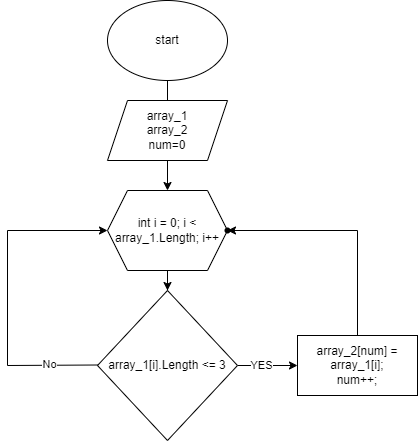 start
array_1
array_2
num=0
int i = 0; i <
array_1.Length; i++
array_1[i].Length <= 3
No
YES
array_2[num] =
array_1[i];
num++;